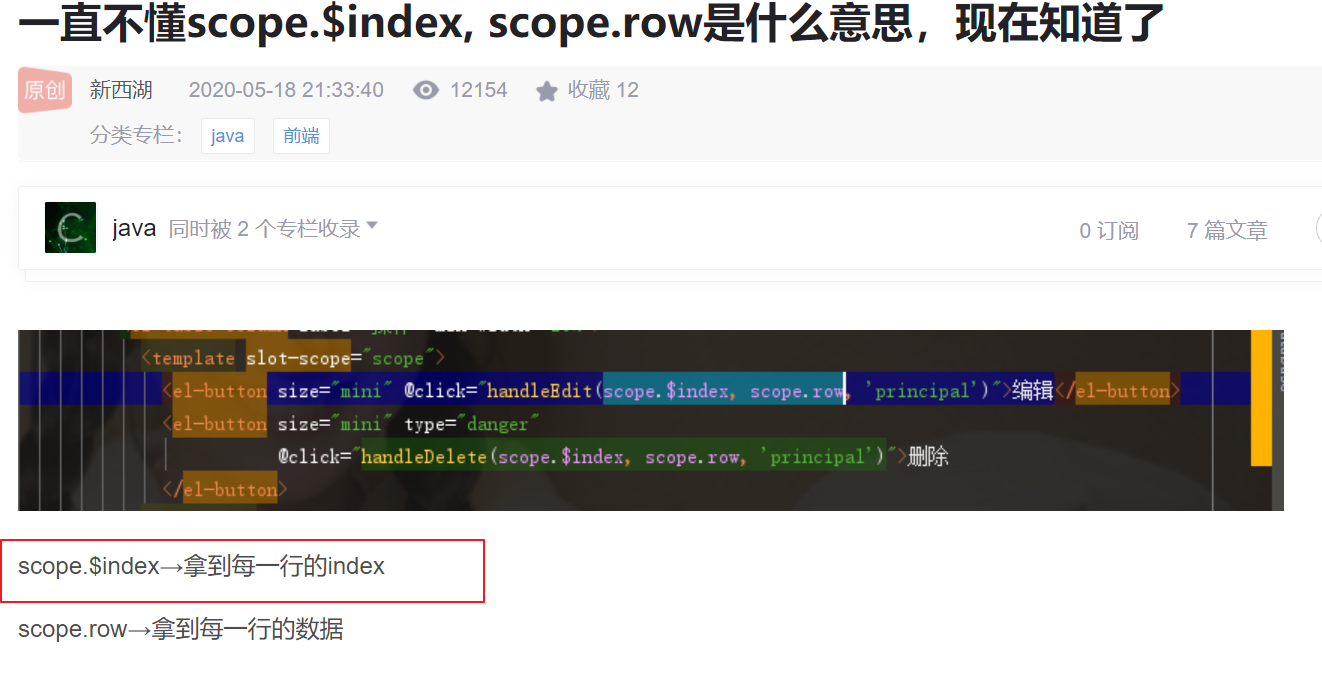 一直不懂scope.$index, scope.row是什么意思，现在知道了
原创 新西湖 2020-05-18 21:33:40 12154 收藏 12
分类专栏： java 前端
java 同时被 2 个专栏收录 0 订阅 7 篇文章
<template slot-scope="scope">
<el-button size="mini" @click="handleEdit(scope.$index, scope.row, 'principal')">编辑</el-button>
<el-button size="mini" type="danger"
@click="handleDelete(scope.$index, scope.row, 'principal')">删除
</el-button>
scope.$index→拿到每一行的index
scope.row→拿到每一行的数据